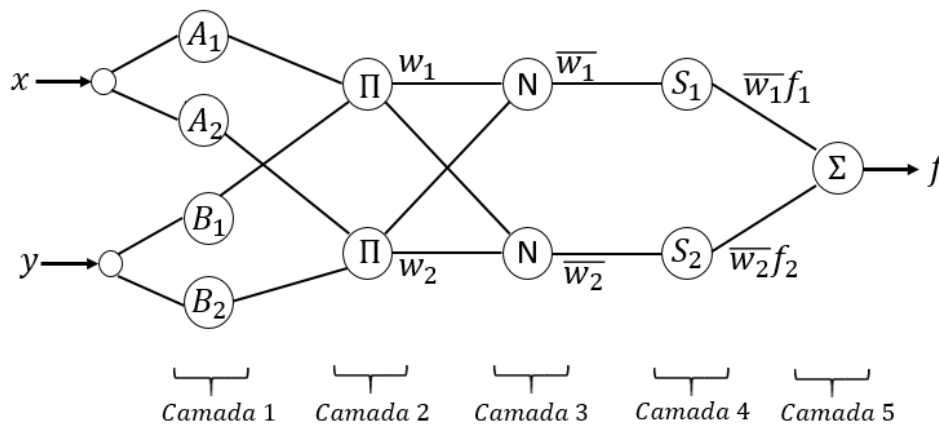 A₁
w₁
w̅₁
x
Π
N
S₁
w̅₁f₁
A₂
Σ
f
B₁
y
Π
N
S₂
w̅₂f₂
w₂
w̅₂
B₂
Camada 1
Camada 2
Camada 3
Camada 4
Camada 5